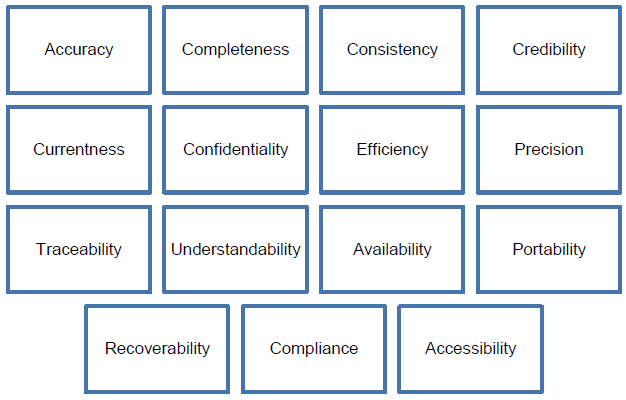 Accuracy
Completeness
Consistency
Credibility
Currentness
Confidentiality
Efficiency
Precision
Traceability
Understandability
Availability
Portability
Recoverability
Compliance
Accessibility